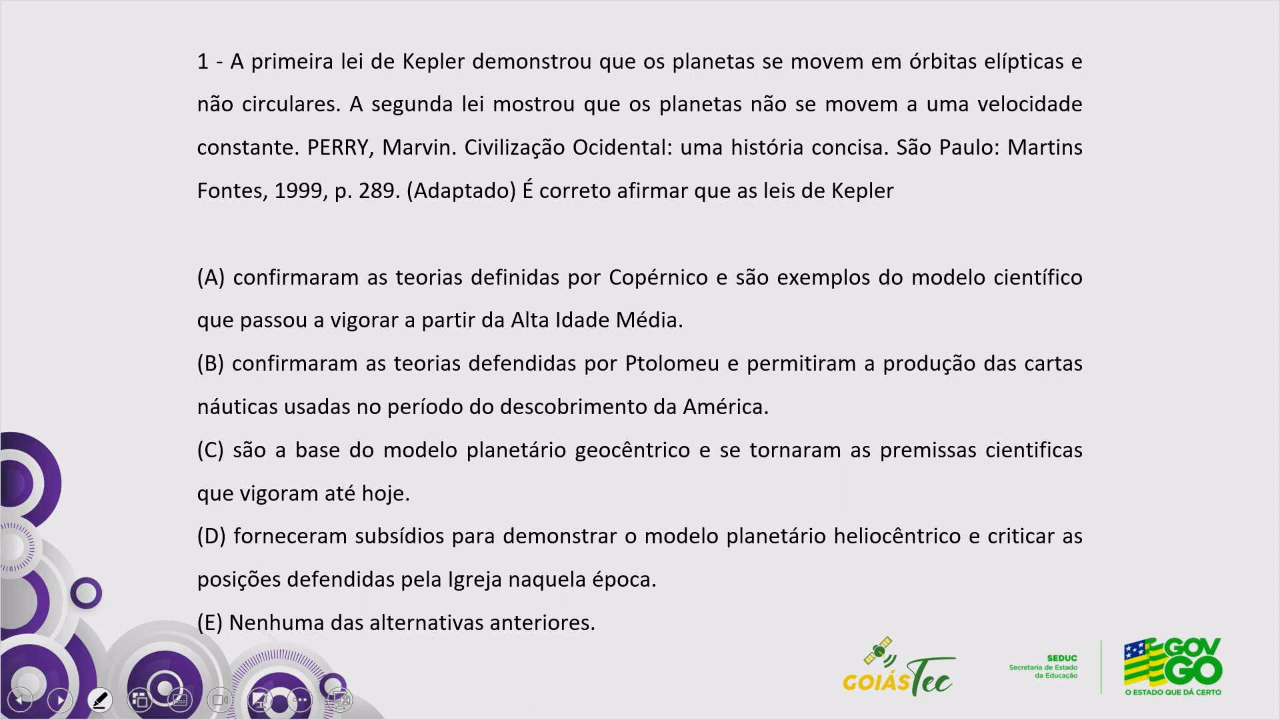 1 - A primeira lei de Kepler demonstrou que os planetas se movem em órbitas elípticas e
não circulares. A segunda lei mostrou que os planetas não se movem a uma velocidade
constante. PERRY, Marvin. Civilização Ocidental: uma história concisa. São Paulo: Martins
Fontes, 1999, p. 289. (Adaptado) É correto afirmar que as leis de Kepler
(A) confirmaram as teorias definidas por Copérnico e são exemplos do modelo científico
que passou a vigorar a partir da Alta Idade Média.
(B) confirmaram as teorias defendidas por Ptolomeu e permitiram a produção das cartas
náuticas usadas no período do descobrimento da América.
(C) são a base do modelo planetário geocêntrico e se tornaram as premissas cientificas
que vigoram até hoje.
(D) forneceram subsídios para demonstrar o modelo planetário heliocêntrico e criticar as
posições defendidas pela Igreja naquela época.
(E) Nenhuma das alternativas anteriores.
GOIÁSTec
SEDUC
Secretaria de Estado
da Educação
GOV
GO
O ESTADO QUE DÁ CERTO